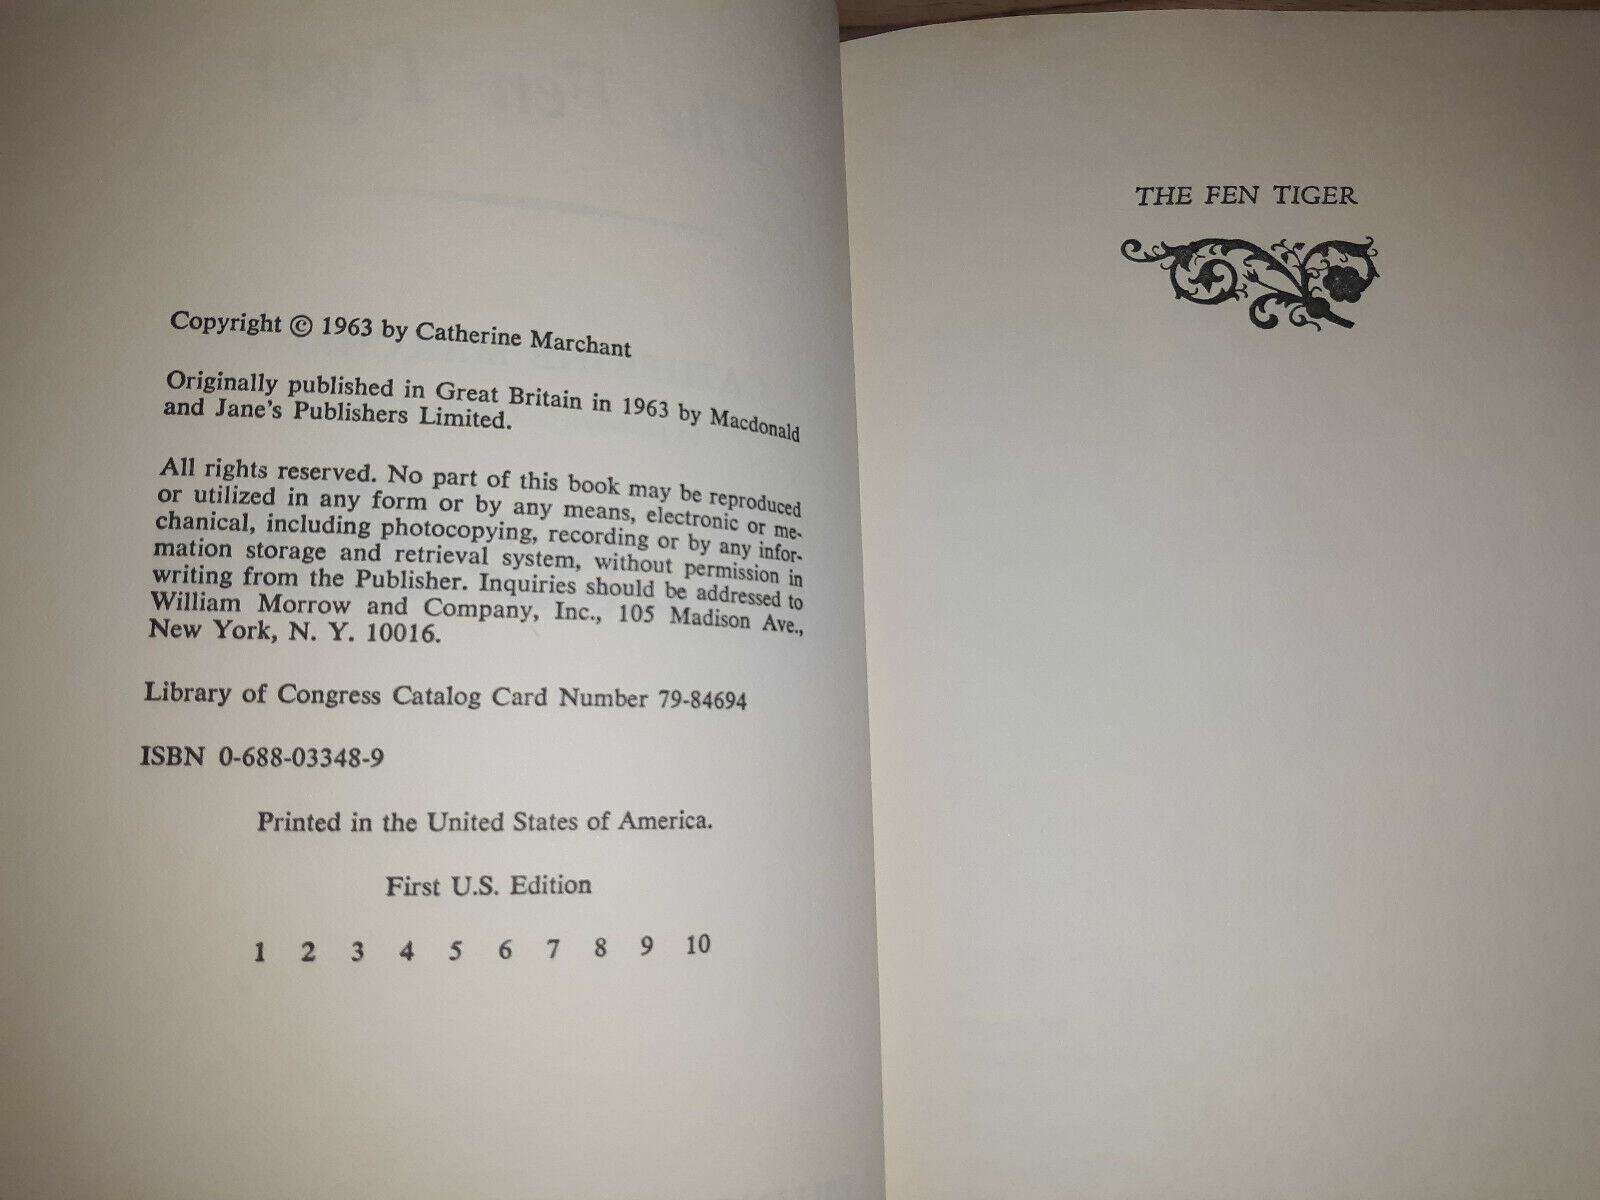 Copyright © 1963 by Catherine Marchant
Originally published in Great Britain in 1963 by Macdonald
and Jane's Publishers Limited.
All rights reserved. No part of this book may be reproduced
or utilized in any form or by any means, electronic or me-
chanical, including photocopying, recording or by any infor-
mation storage and retrieval system, without permission in
writing from the Publisher. Inquiries should be addressed to
William Morrow and Company, Inc., 105 Madison Ave.,
New York, N. Y. 10016.
Library of Congress Catalog Card Number 79-84694
ISBN 0-688-03348-9
Printed in the United States of America.
First U.S. Edition
1 2 3 4 5 6 7 8 9 10
THE FEN TIGER